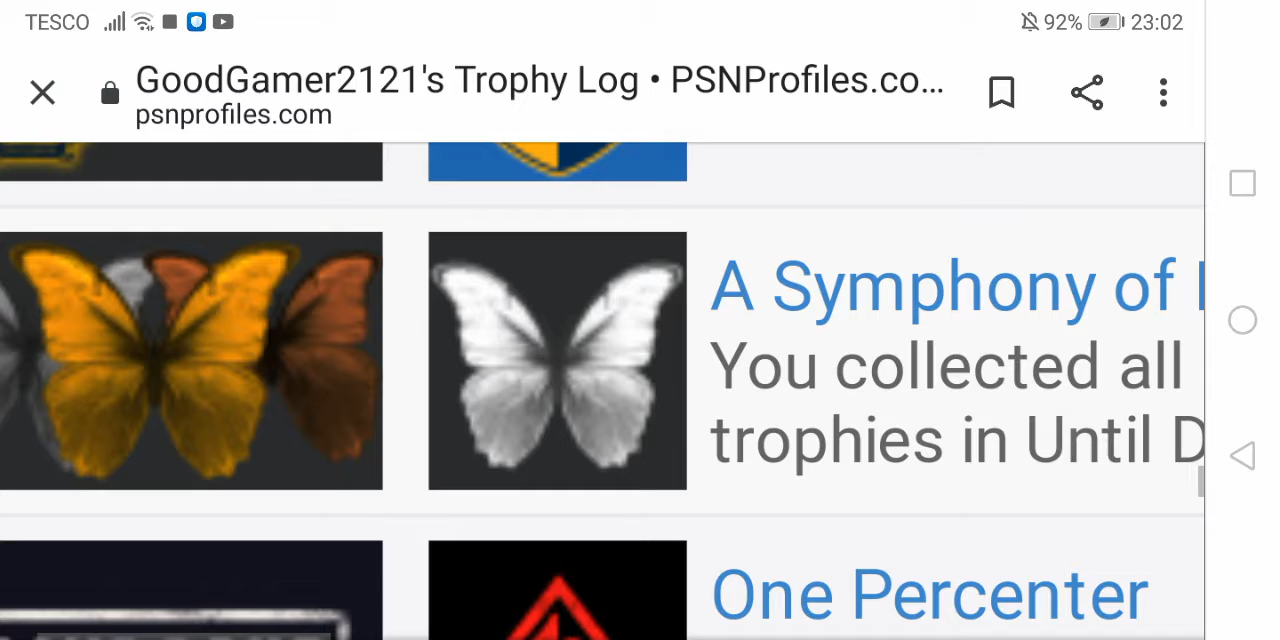 TESCO 92% 23:02
GoodGamer2121's Trophy Log • PSNProfiles.co...
psnprofiles.com
A Symphony of
You collected all
trophies in Until D
One Percenter